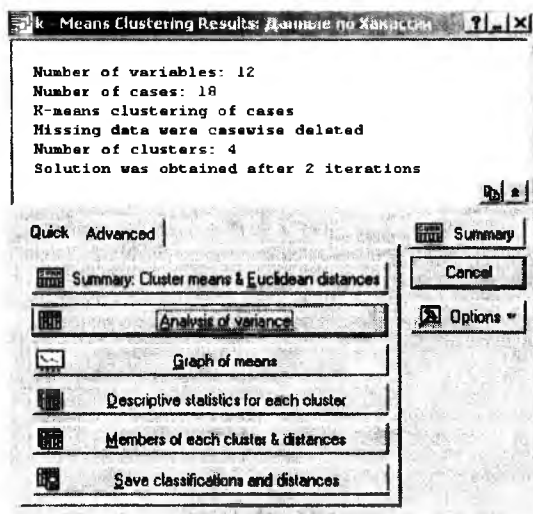 k - Means Clustering Results: Данные по Хакассии
Number of variables: 12
Number of cases: 18
K-means clustering of cases
Missing data were casewise deleted
Number of clusters: 4
Solution was obtained after 2 iterations
Quick Advanced
Summary
Summary: Cluster means & Euclidean distances
Cancel
Analysis of variance
Options
Graph of means
Descriptive statistics for each cluster
Members of each cluster & distances
Save classifications and distances